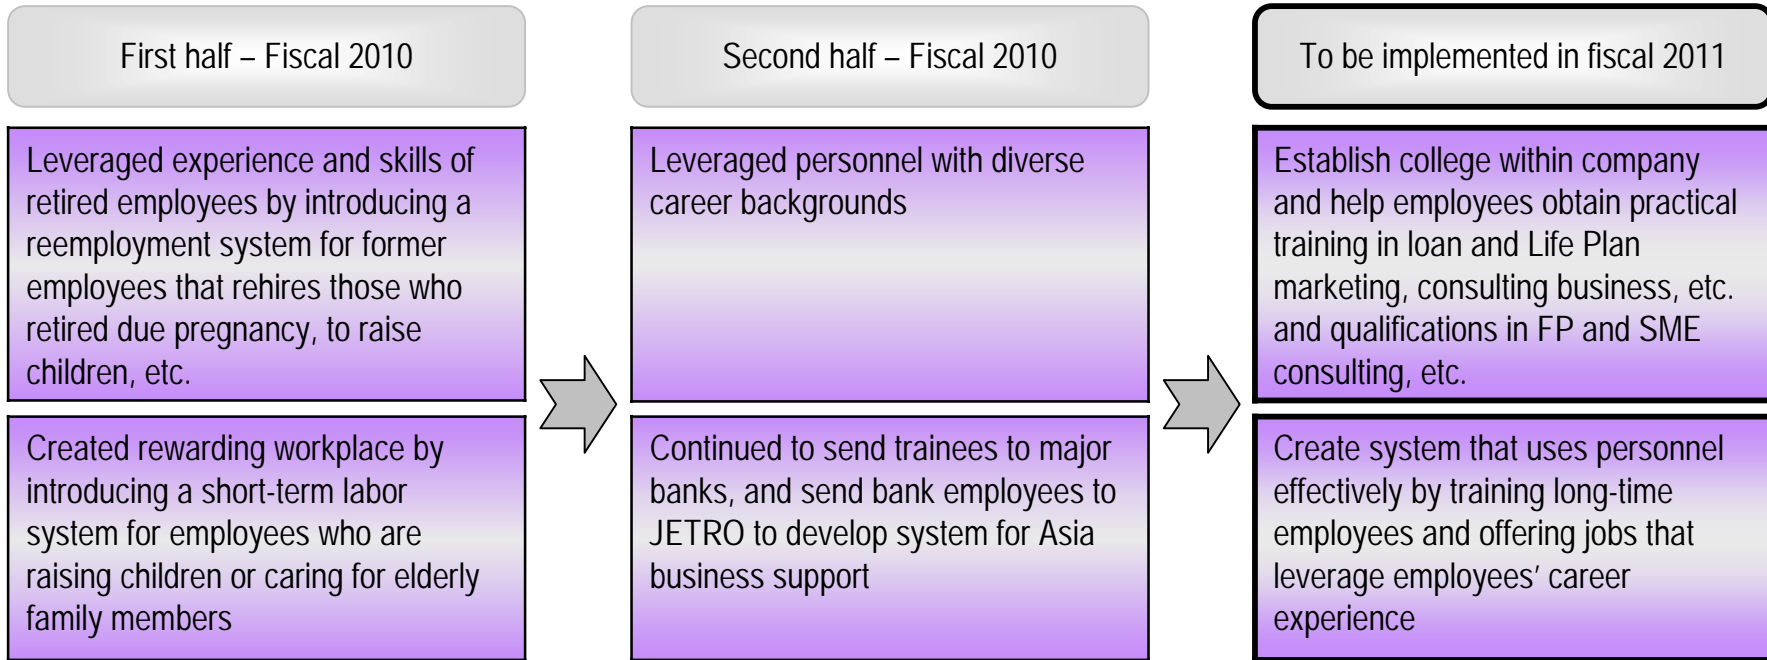 First half – Fiscal 2010
Second half – Fiscal 2010
To be implemented in fiscal 2011
Leveraged experience and skills of
retired employees by introducing a
reemployment system for former
employees that rehires those who
retired due pregnancy, to raise
children, etc.
Leveraged personnel with diverse
career backgrounds
Establish college within company
and help employees obtain practical
training in loan and Life Plan
marketing, consulting business, etc.
and qualifications in FP and SME
consulting, etc.
Created rewarding workplace by
introducing a short-term labor
system for employees who are
raising children or caring for elderly
family members
Continued to send trainees to major
banks, and send bank employees to
JETRO to develop system for Asia
business support
Create system that uses personnel
effectively by training long-time
employees and offering jobs that
leverage employees’ career
experience